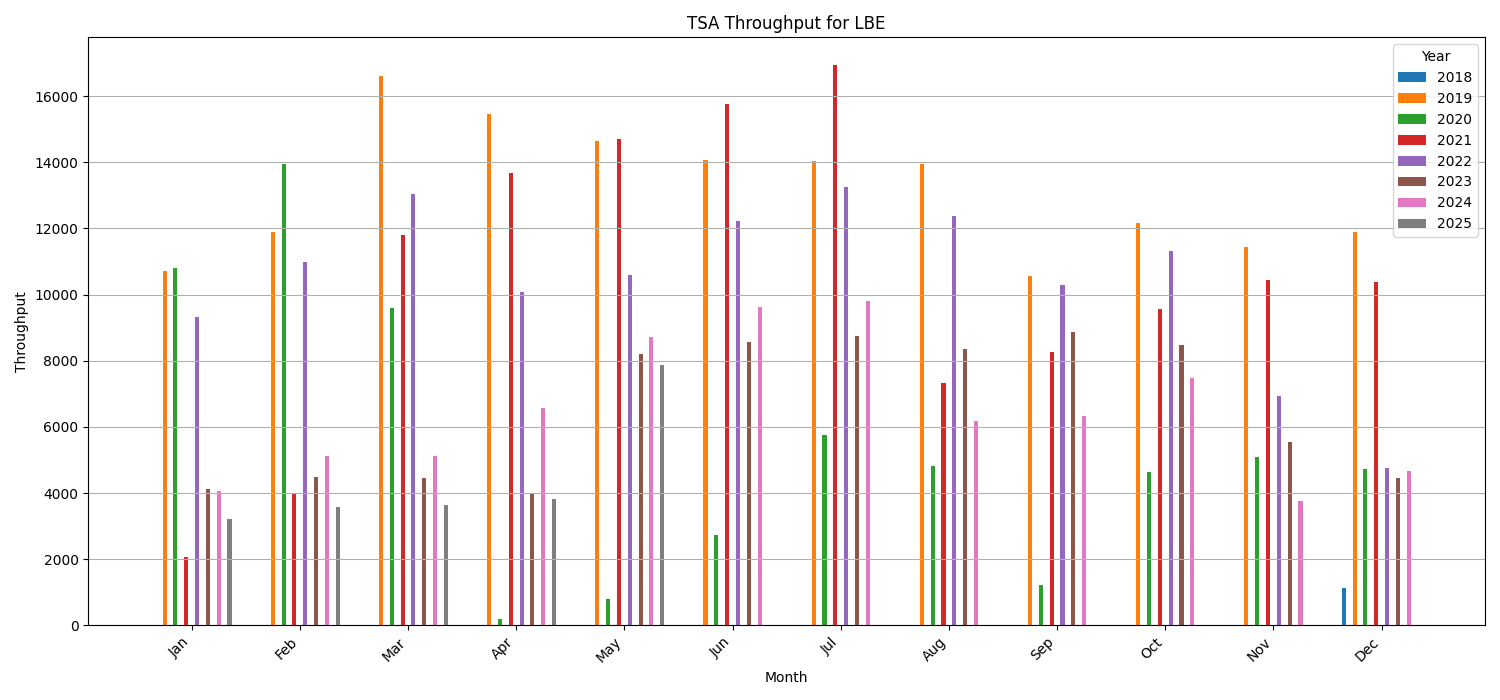 TSA Throughput for LBE
Year
2018
2019
2020
2021
2022
2023
2024
2025
Throughput
16000
14000
12000
10000
8000
6000
4000
2000
0
Jan
Feb
Mar
Apr
May
Jun
Jul
Aug
Sep
Oct
Nov
Dec
Month